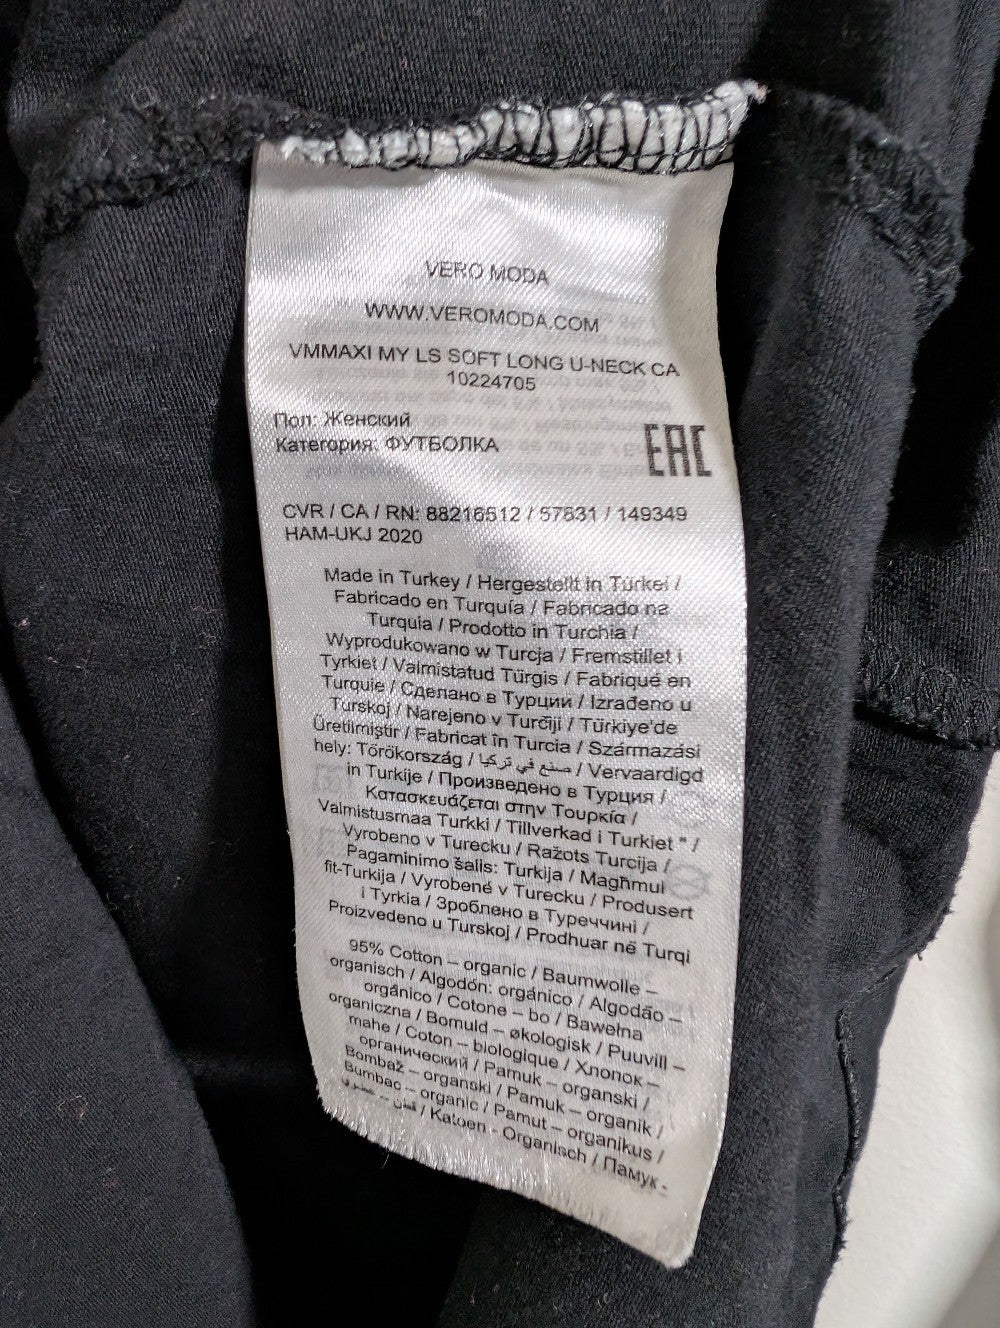 VERO MODA
WWW.VEROMODA.COM
VMMAXI MY LS SOFT LONG U-NECK CA
10224705
Пол: Женский
Категория: ФУТБОЛКА
EAC
CVR / CA / RN: 88216512 / 57631 / 149349
HAM-UKJ 2020
Made in Turkey / Hergestellt in Türkei /
Fabricado en Turquía / Fabricado na
Turquia / Prodotto in Turchia /
Wyprodukowano w Turcja / Fremstillet i
Tyrkiet / Valmistatud Türgis / Fabriqué en
Turquie / Сделано в Турции / Izrađeno u
Turskoj / Narejeno v Turčiji / Türkiye'de
Üretilmiştir / Fabricat în Turcia / Származási
hely: Törökország / صنع في تركيا / Vervaardigd
in Turkije / Произведено в Турция /
Κατασκευάζεται στην Τουρκία /
Valmistusmaa Turkki / Tillverkad i Turkiet * /
Vyrobeno v Turecku / Ražots Turcija /
Pagaminimo šalis: Turkija / Magħmul
fit-Turkija / Vyrobené v Turecku / Produsert
i Tyrkia / Зроблено в Туреччині /
Proizvedeno u Turskoj / Prodhuar në Turqi
95% Cotton – organic / Baumwolle –
organisch / Algodón: orgánico / Algodão –
orgânico / Cotone – bo / Bawełna
organiczna / Bomuld – økologisk / Puuvill –
mahe / Coton – biologique / Хлопок –
органический / Pamuk – organski /
Bombaž – organski / Pamuk – organik /
Bumbac – organic / Pamut – organikus /
/ Katoen - Organisch / Памук -